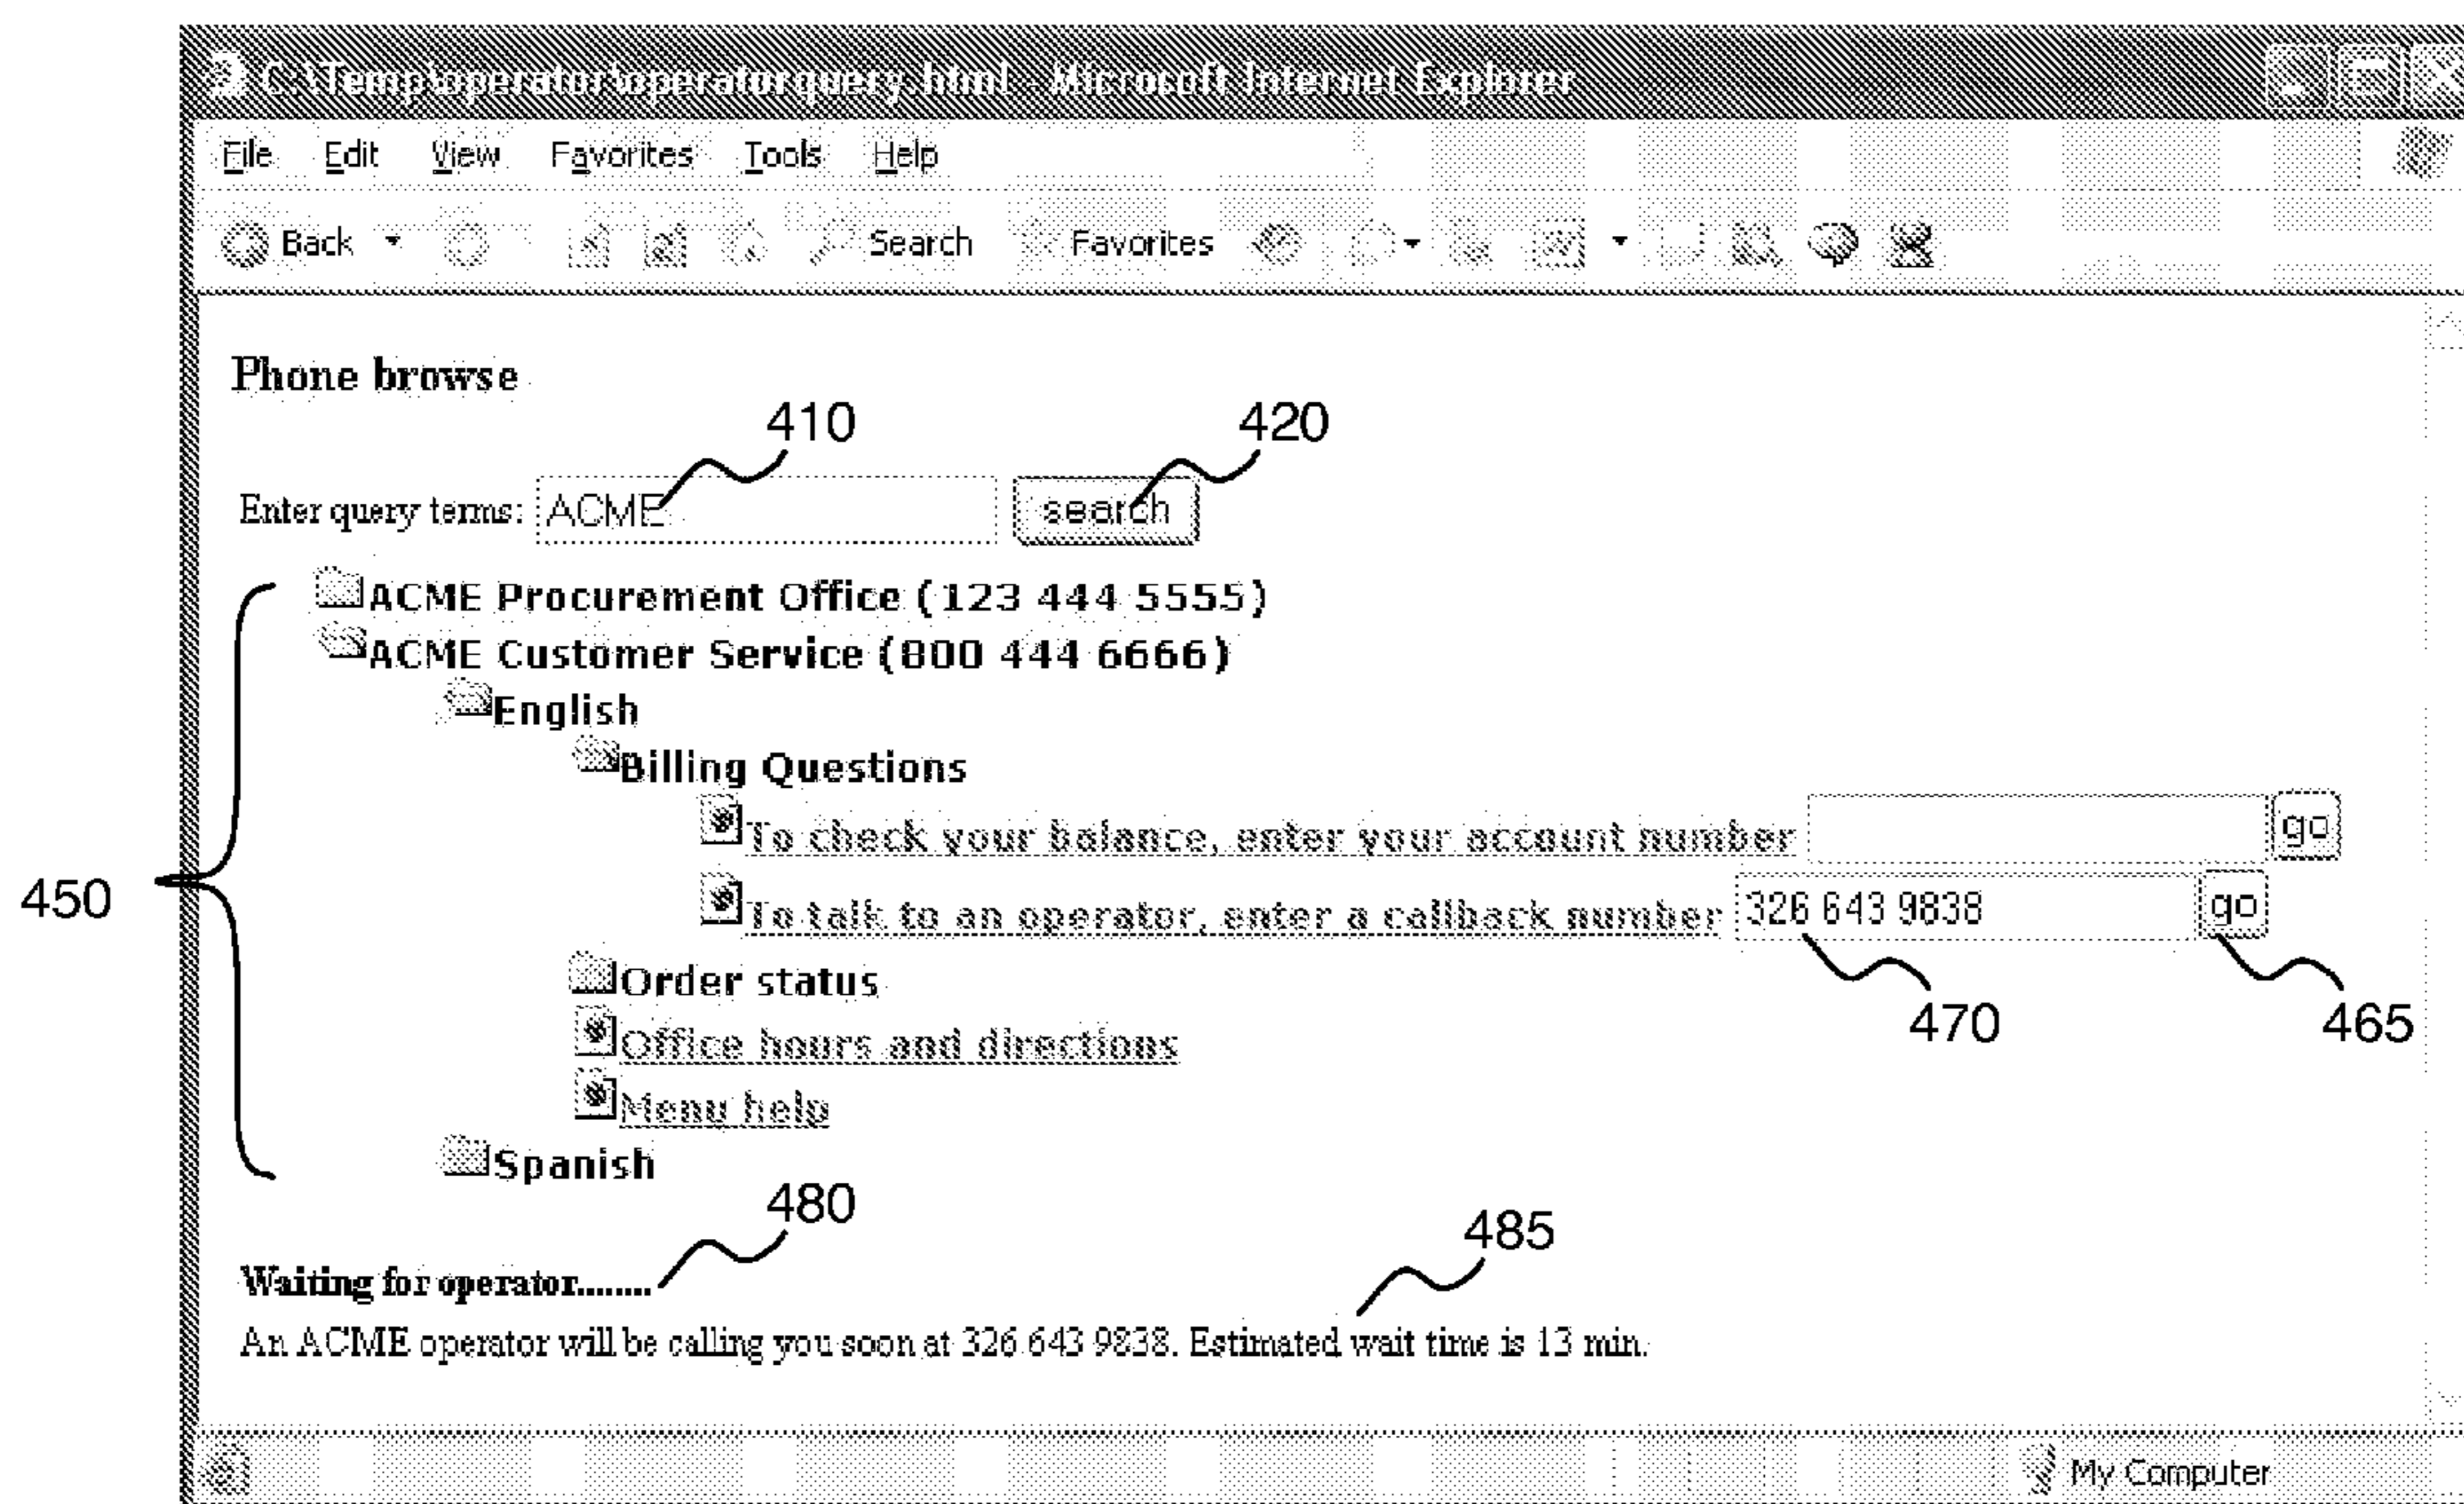 C:\Temp\operator\operatorquery.html - Microsoft Internet Explorer
File Edit View Favorites Tools Help
Back Search Favorites
Phone browse
410 420
Enter query terms: ACME search
ACME Procurement Office (123 444 5555)
ACME Customer Service (800 444 6666)
English
Billing Questions
To check your balance, enter your account number go
450
To talk to an operator, enter a callback number 326 643 9838 go
Order status
470 465
Office hours and directions
Menu help
Spanish
480
485
Waiting for operator........
An ACME operator will be calling you soon at 326 643 9838. Estimated wait time is 13 min.
My Computer